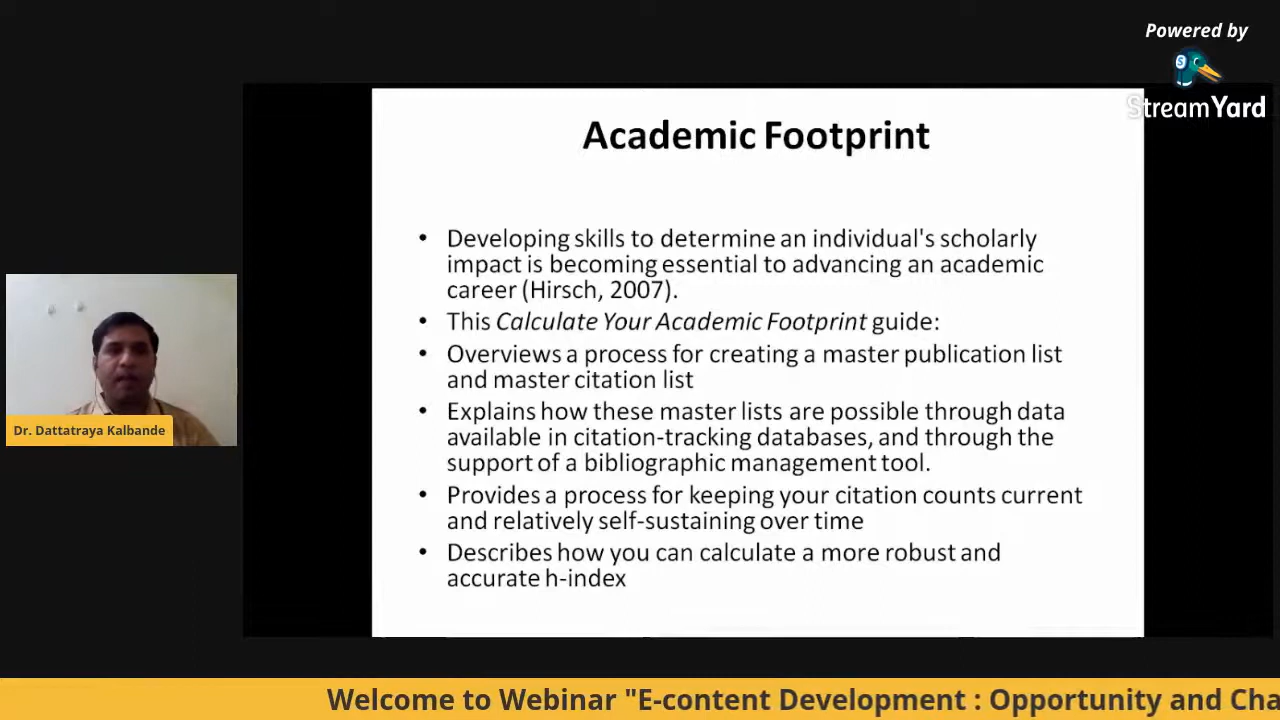 Powered by
StreamYard
Academic Footprint
• Developing skills to determine an individual's scholarly
impact is becoming essential to advancing an academic
career (Hirsch, 2007).
• This Calculate Your Academic Footprint guide:
• Overviews a process for creating a master publication list
and master citation list
• Explains how these master lists are possible through data
available in citation-tracking databases, and through the
support of a bibliographic management tool.
• Provides a process for keeping your citation counts current
and relatively self-sustaining over time
• Describes how you can calculate a more robust and
accurate h-index
Dr. Dattatraya Kalbande
Welcome to Webinar "E-content Development : Opportunity and Cha